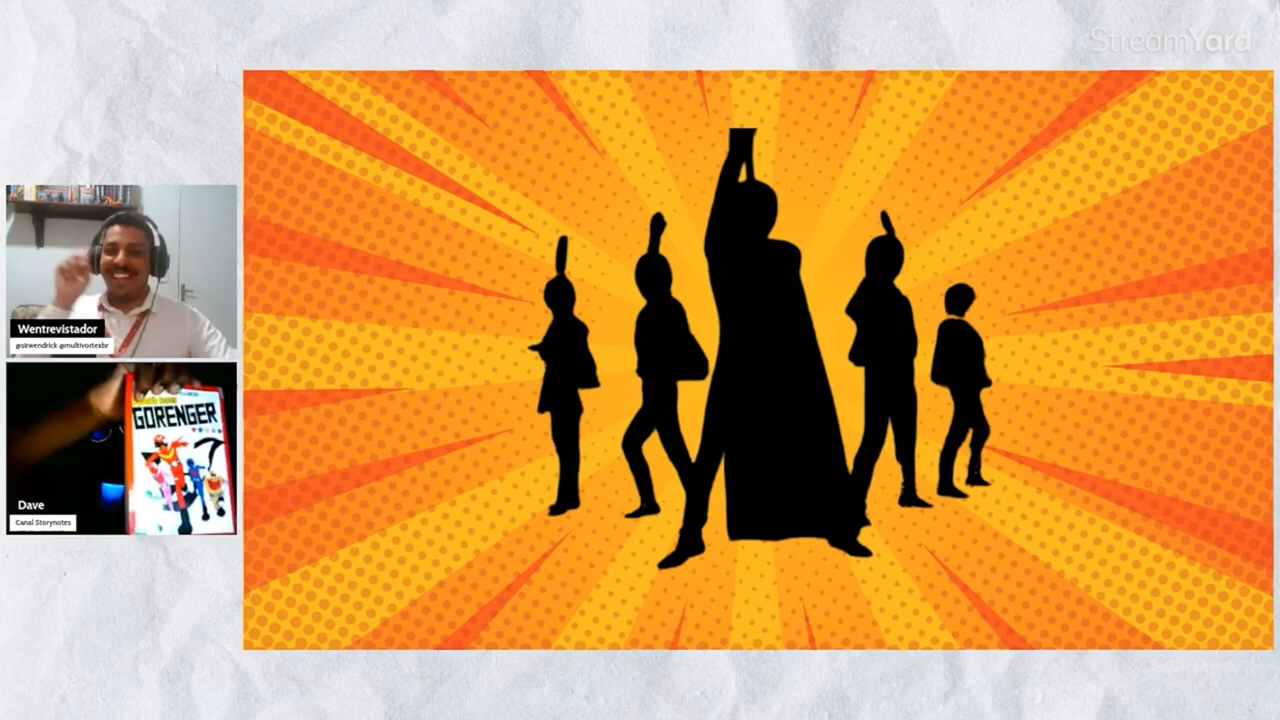 StreamYard
Wentrevistador
@sirwendrick @multivortexbr
GORENGER
Dave
Canal Storynotes